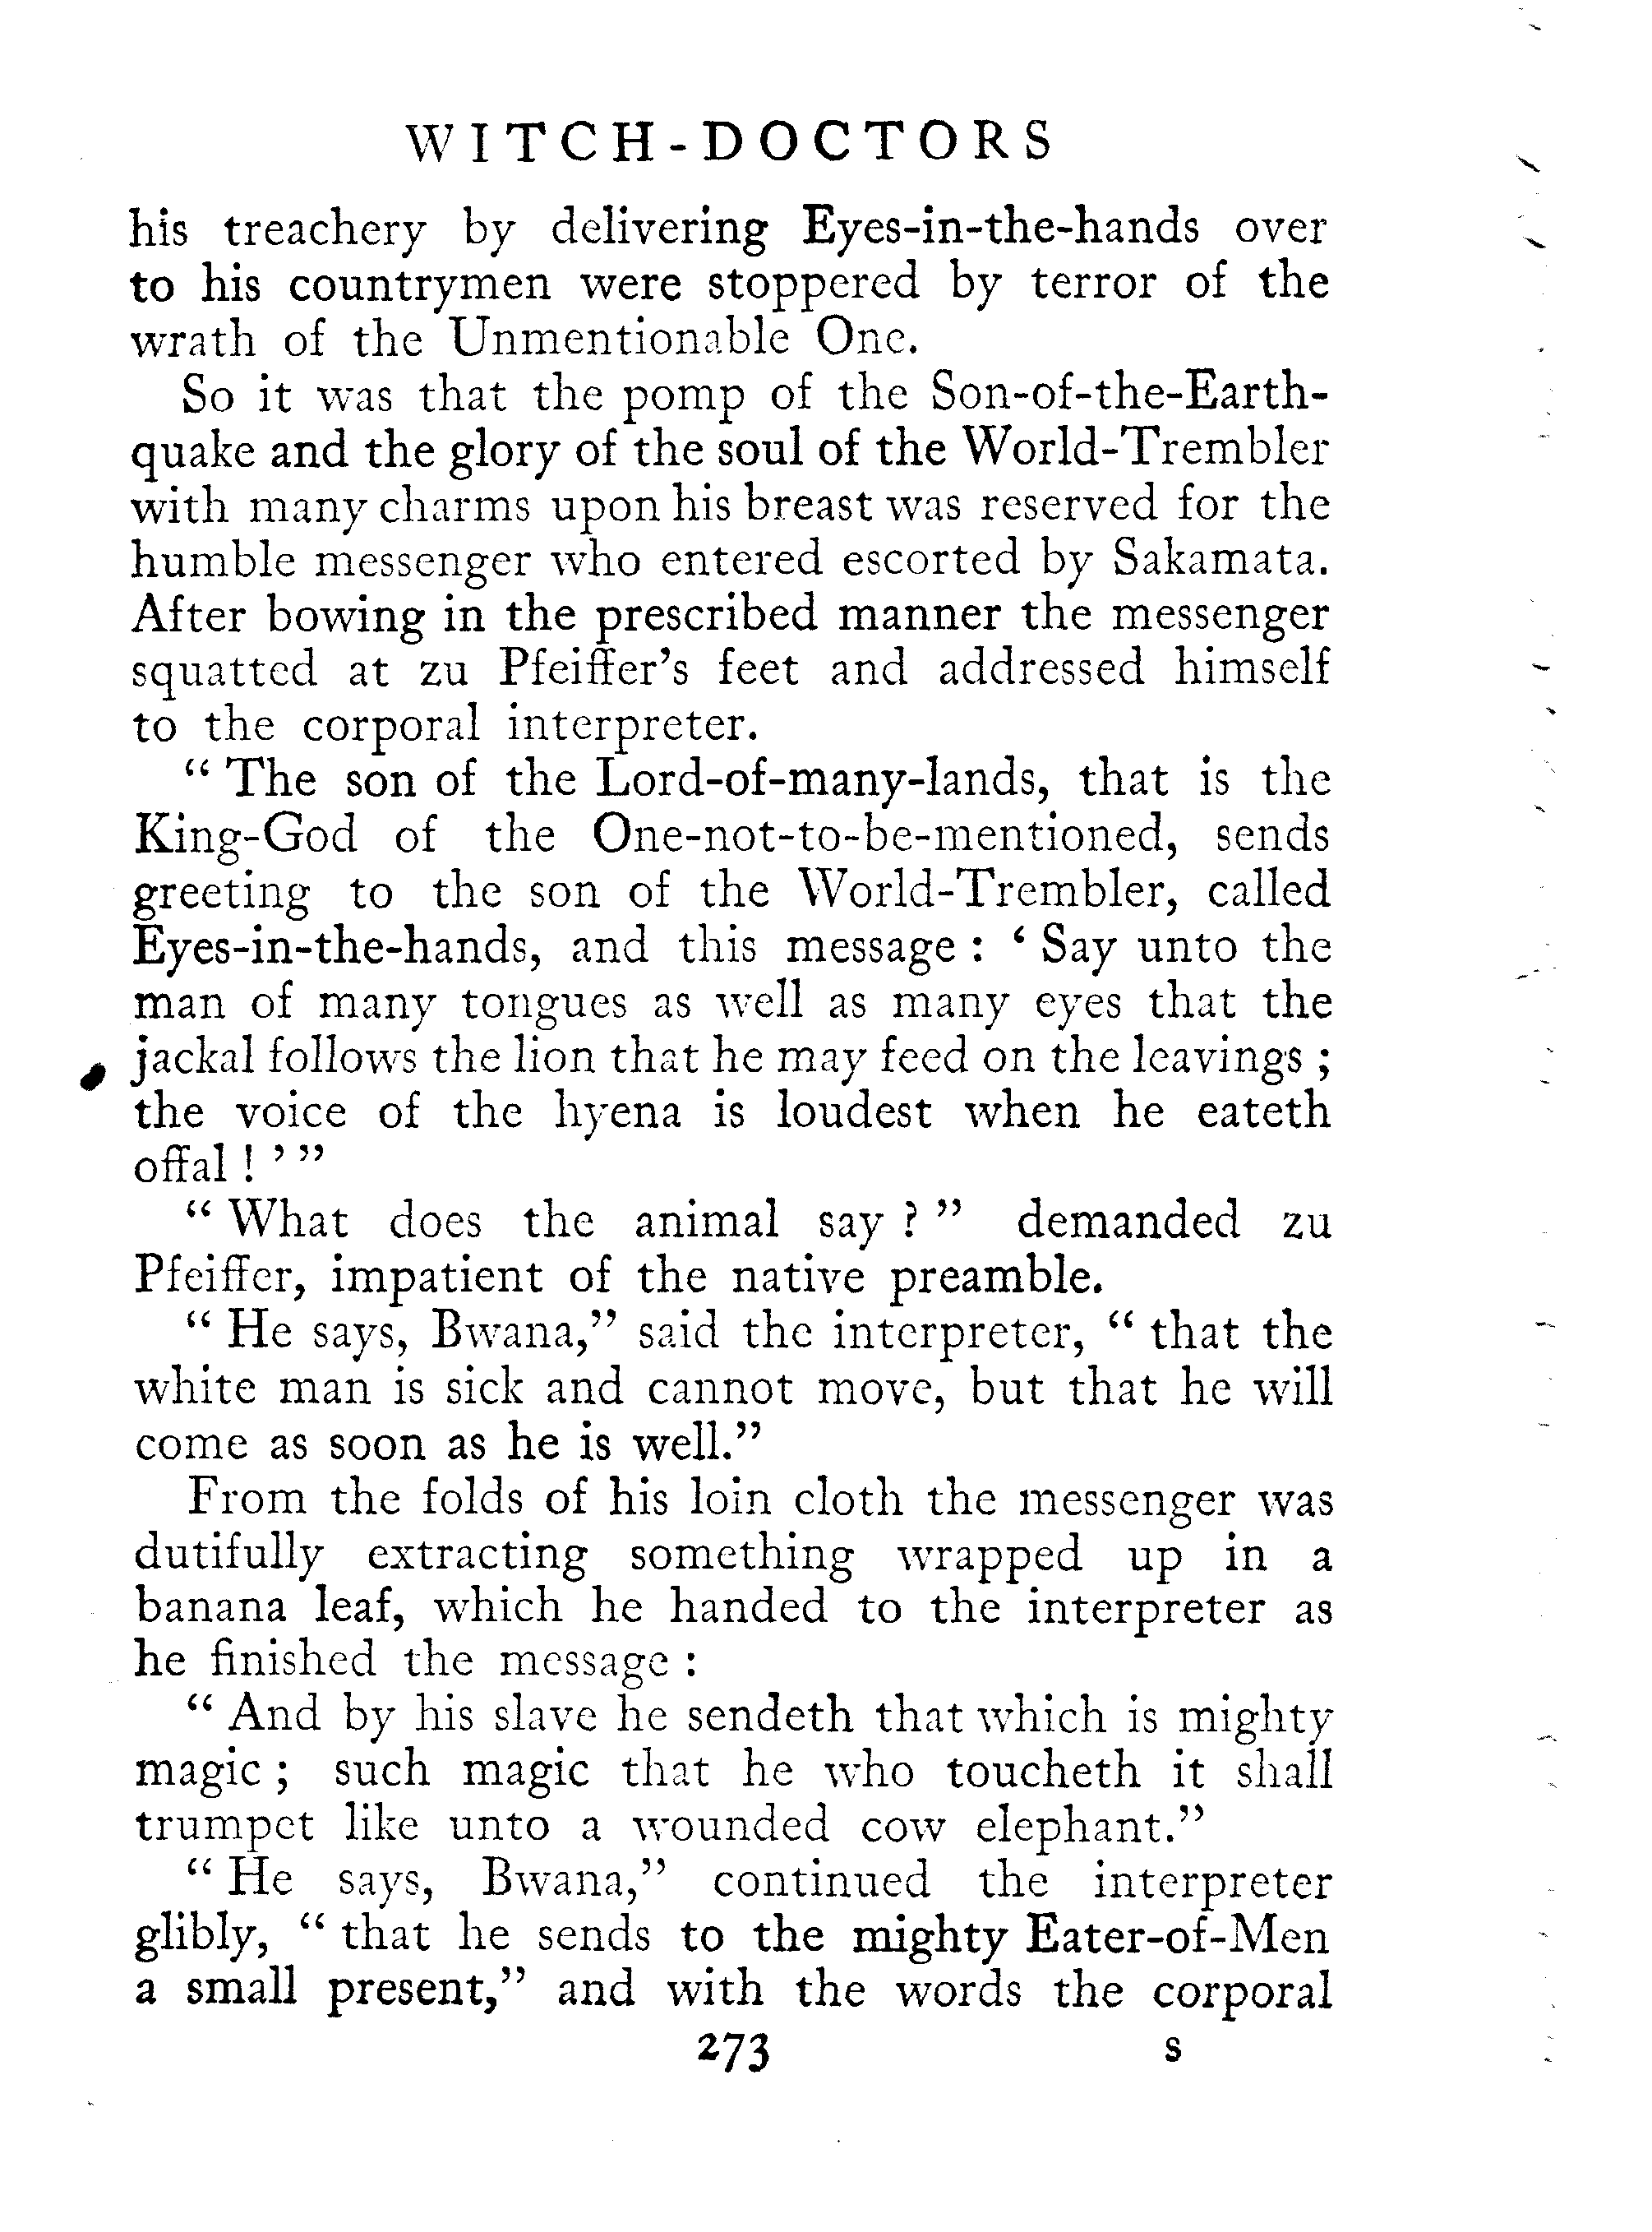 WITCH-DOCTORS
his treachery by delivering Eyes-in-the-hands over
to his countrymen were stoppered by terror of the
wrath of the Unmentionable One.
So it was that the pomp of the Son-of-the-Earth-
quake and the glory of the soul of the World-Trembler
with many charms upon his breast was reserved for the
humble messenger who entered escorted by Sakamata.
After bowing in the prescribed manner the messenger
squatted at zu Pfeiffer's feet and addressed himself
to the corporal interpreter.
“ The son of the Lord-of-many-lands, that is the
King-God of the One-not-to-be-mentioned, sends
greeting to the son of the World-Trembler, called
Eyes-in-the-hands, and this message : ‘ Say unto the
man of many tongues as well as many eyes that the
jackal follows the lion that he may feed on the leavings ;
the voice of the hyena is loudest when he eateth
offal ! ’ ”
“ What does the animal say ? ” demanded zu
Pfeiffer, impatient of the native preamble.
“ He says, Bwana,” said the interpreter, “ that the
white man is sick and cannot move, but that he will
come as soon as he is well.”
From the folds of his loin cloth the messenger was
dutifully extracting something wrapped up in a
banana leaf, which he handed to the interpreter as
he finished the message :
“ And by his slave he sendeth that which is mighty
magic ; such magic that he who toucheth it shall
trumpet like unto a wounded cow elephant.”
“ He says, Bwana,” continued the interpreter
glibly, “ that he sends to the mighty Eater-of-Men
a small present,” and with the words the corporal
273 s